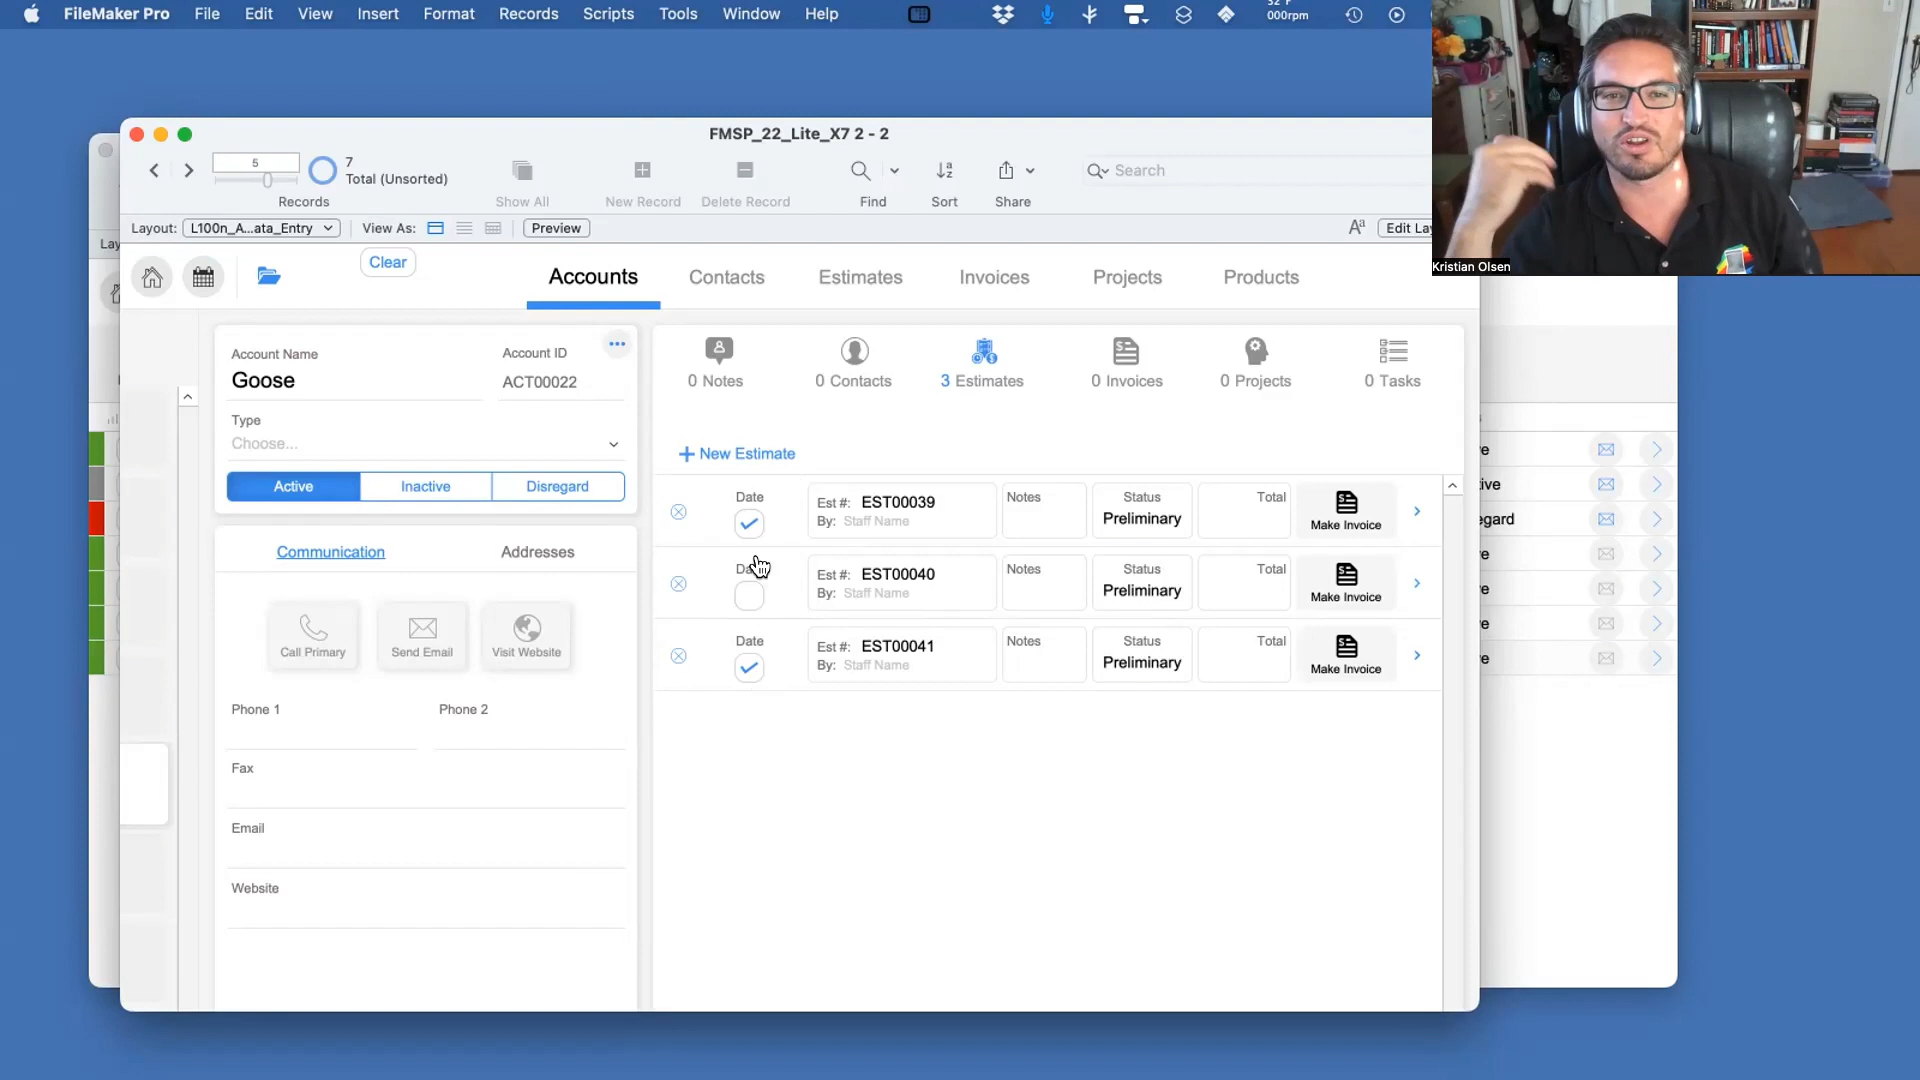 FileMaker Pro File Edit View Insert Format Records Scripts Tools Window Help
000rpm
Kristian Olsen
FMSP_22_Lite_X7 2 - 2
5
7
Total (Unsorted)
Search
Records Show All New Record Delete Record Find Sort Share
Layout: L100n_A...ata_Entry View As: Preview Aa Edit Lay
Lay
Clear
Accounts Contacts Estimates Invoices Projects Products
Account Name
Goose
Account ID
ACT00022
Type
Choose...
Active Inactive Disregard
Communication Addresses
Call Primary Send Email Visit Website
Phone 1 Phone 2
Fax
Email
Website
0 Notes 0 Contacts 3 Estimates 0 Invoices 0 Projects 0 Tasks
+ New Estimate
Date Est #: EST00039 Notes Status Total
By: Staff Name Preliminary Make Invoice
Est #: EST00040 Notes Status Total
By: Staff Name Preliminary Make Invoice
Date Est #: EST00041 Notes Status Total
By: Staff Name Preliminary Make Invoice
e
ive
egard
e
e
e
e